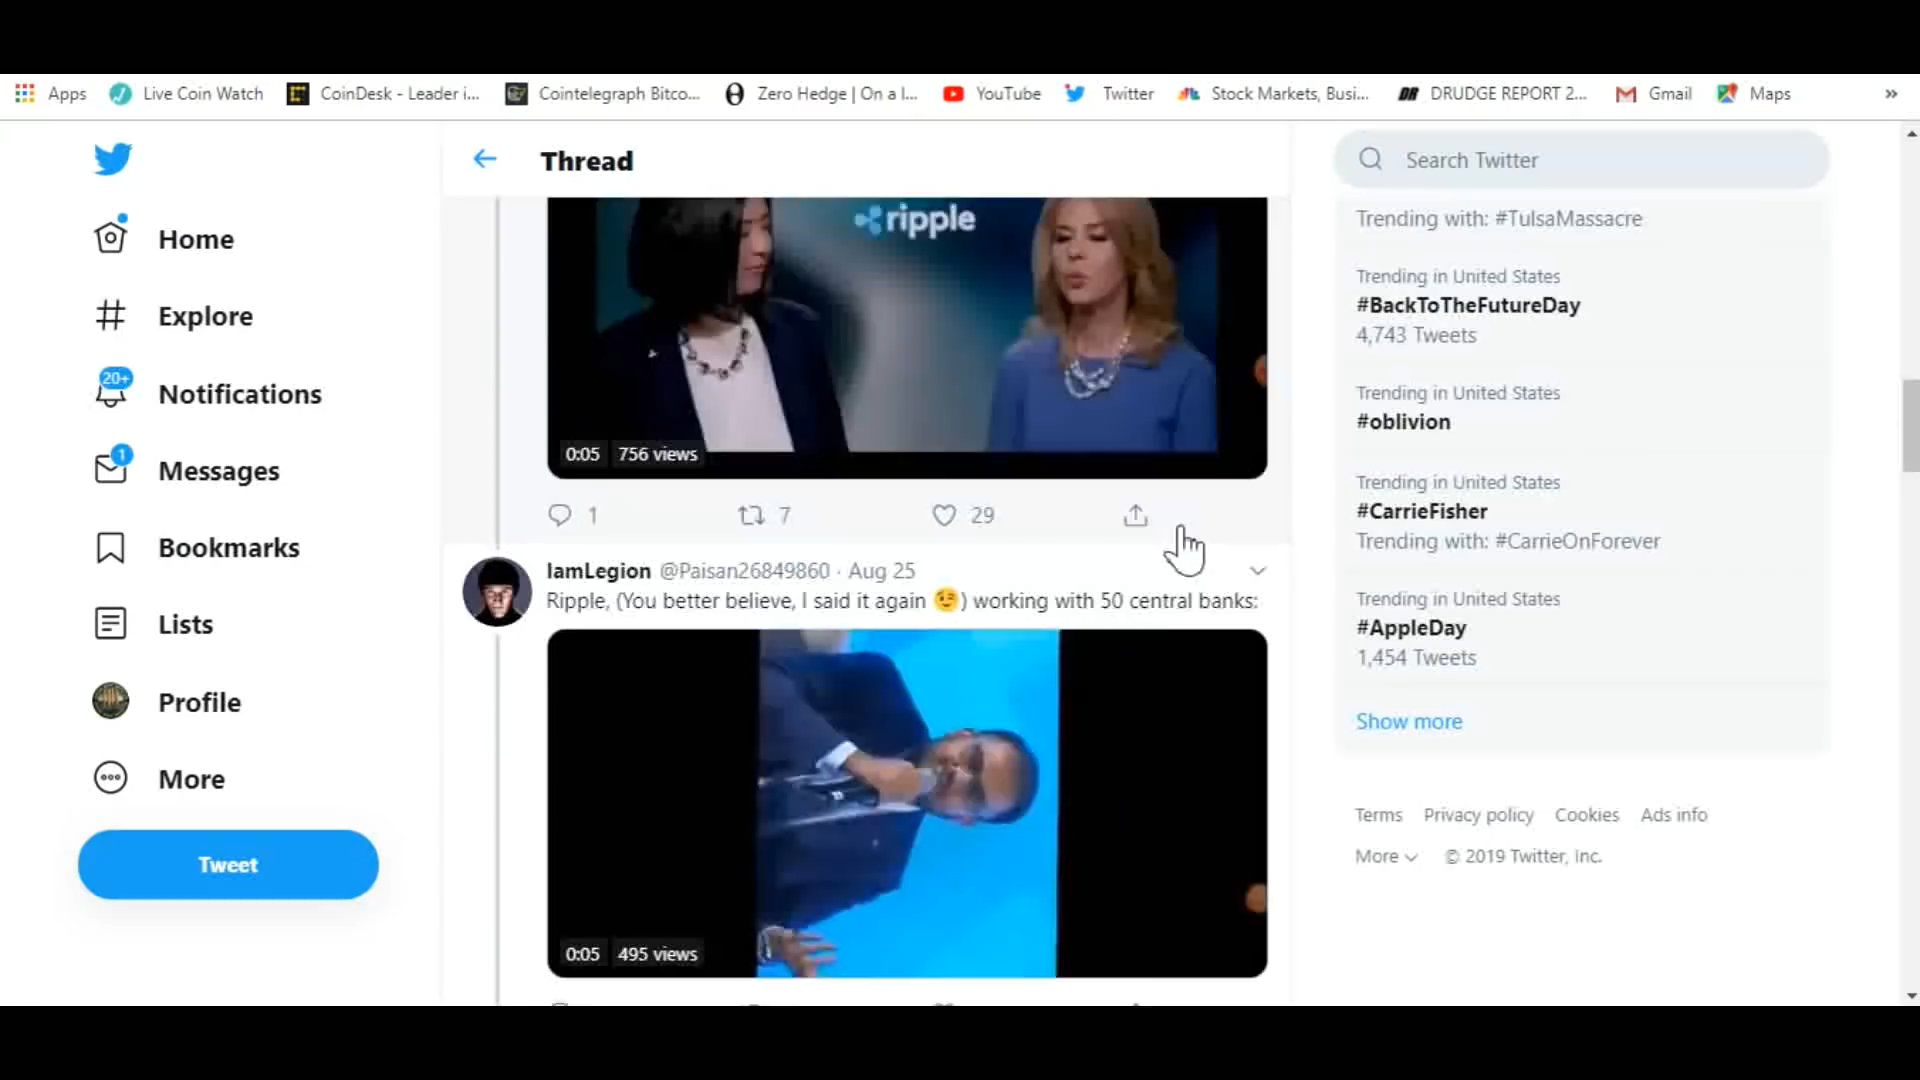 Apps
Live Coin Watch
CoinDesk - Leader i...
Cointelegraph Bitco...
Zero Hedge | On a l...
YouTube
Twitter
Stock Markets, Busi...
DRUDGE REPORT 2...
Gmail
Maps
»
Home
Explore
20+
Notifications
1
Messages
Bookmarks
Lists
Profile
More
Tweet
Thread
ripple
0:05 756 views
1 7 29
IamLegion @Paisan26849860 · Aug 25
Ripple, (You better believe, I said it again 😉) working with 50 central banks:
0:05 495 views
Search Twitter
Trending with: #TulsaMassacre
Trending in United States
#BackToTheFutureDay
4,743 Tweets
Trending in United States
#oblivion
Trending in United States
#CarrieFisher
Trending with: #CarrieOnForever
Trending in United States
#AppleDay
1,454 Tweets
Show more
Terms Privacy policy Cookies Ads info
More © 2019 Twitter, Inc.